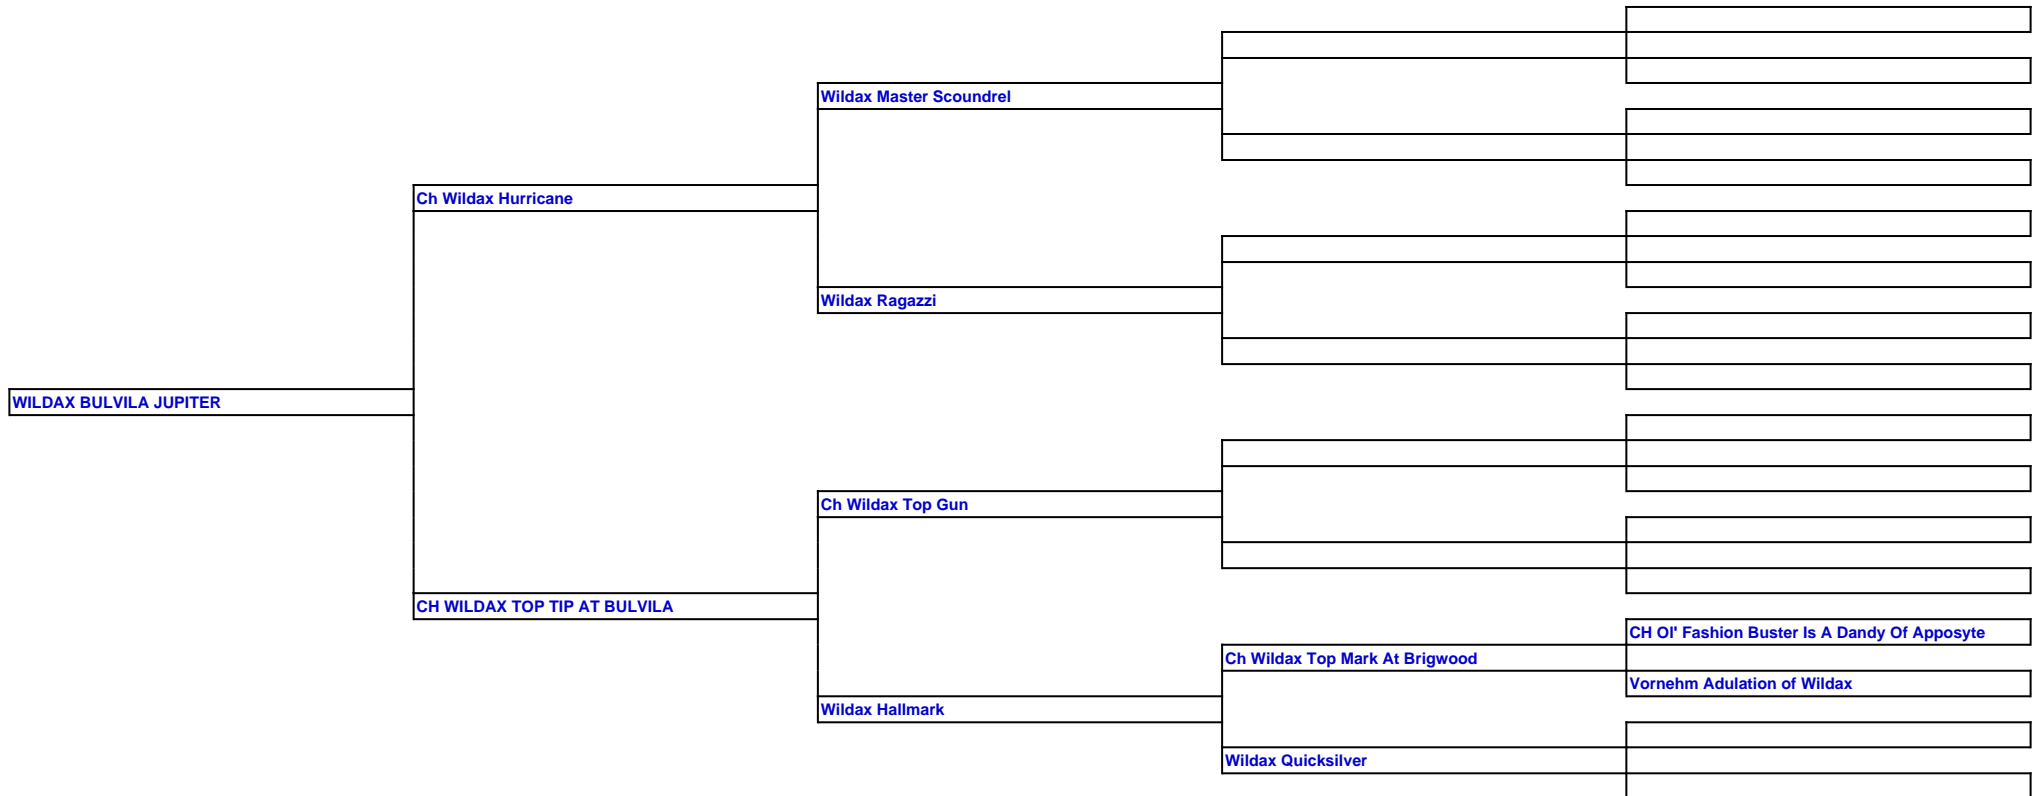 Wildax Master Scoundrel
Ch Wildax Hurricane
Wildax Ragazzi
WILDAX BULVILA JUPITER
Ch Wildax Top Gun
CH WILDAX TOP TIP AT BULVILA
CH Ol' Fashion Buster Is A Dandy Of Apposyte
Ch Wildax Top Mark At Brigwood
Vornehm Adulation of Wildax
Wildax Hallmark
Wildax Quicksilver